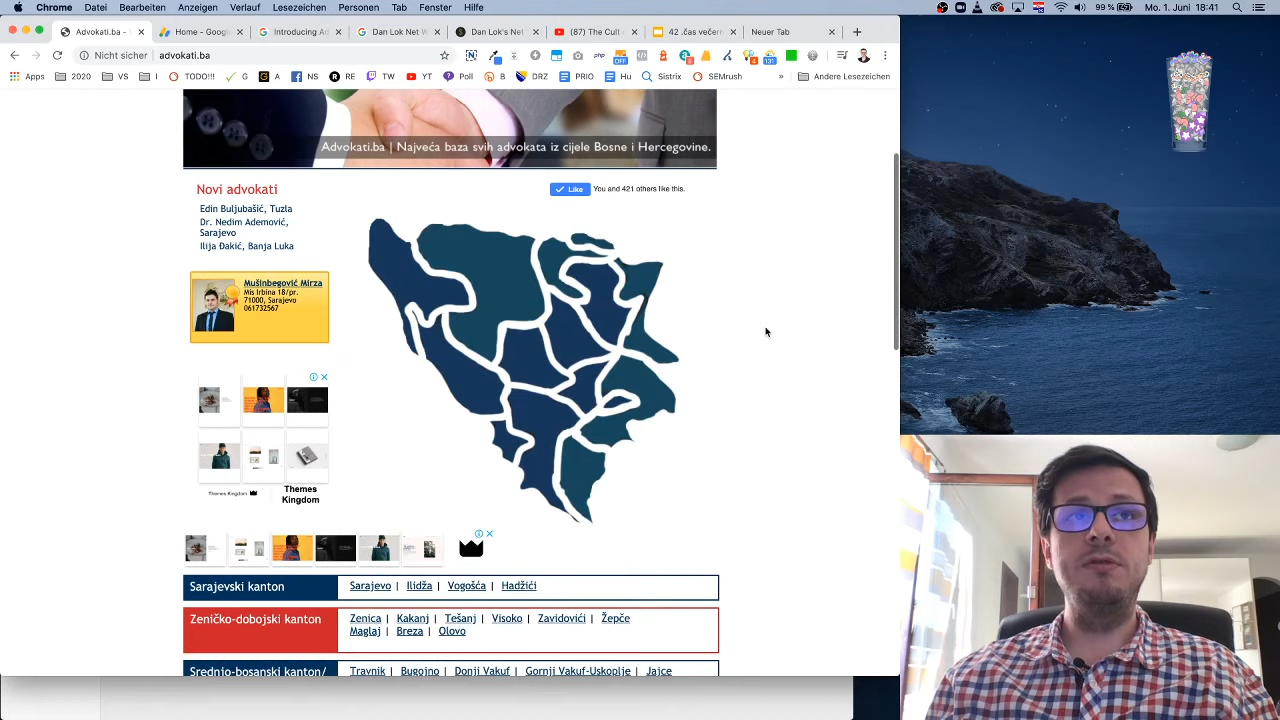 Chrome Datei Bearbeiten Anzeigen Verlauf Lesezeichen Personen Tab Fenster Hilfe 99 % Mo. 1. Juni 18:41
Advokati.ba - Home - Goog Introducing Ad Dan Lok Net W Dan Lok's Net (87) The Cult 42 .čas večern Neuer Tab
Nicht sicher | advokati.ba
Apps 2020 VS I TODO!!! G A NS RE TW YT Poll B DRZ PRIO Hu Sistrix SEMrush » Andere Lesezeichen
Advokati.ba | Najveća baza svih advokata iz cijele Bosne i Hercegovine.
Novi advokati
Like You and 421 others like this.
Edin Buljubašić, Tuzla
Dr. Nedim Ademović,
Sarajevo
Ilija Đakić, Banja Luka
Mušinbegović Mirza
Mis Irbina 18/pr.
71000, Sarajevo
061732567
Themes Kingdom
Themes
Kingdom
Sarajevski kanton Sarajevo | Ilidža | Vogošća | Hadžići
Zeničko-dobojski kanton Zenica | Kakanj | Tešanj | Visoko | Zavidovići | Žepče
Maglaj | Breza | Olovo
Srednjo-bosanski kanton/ Travnik | Bugojno | Donji Vakuf | Gornji Vakuf-Uskoplje | Jajce